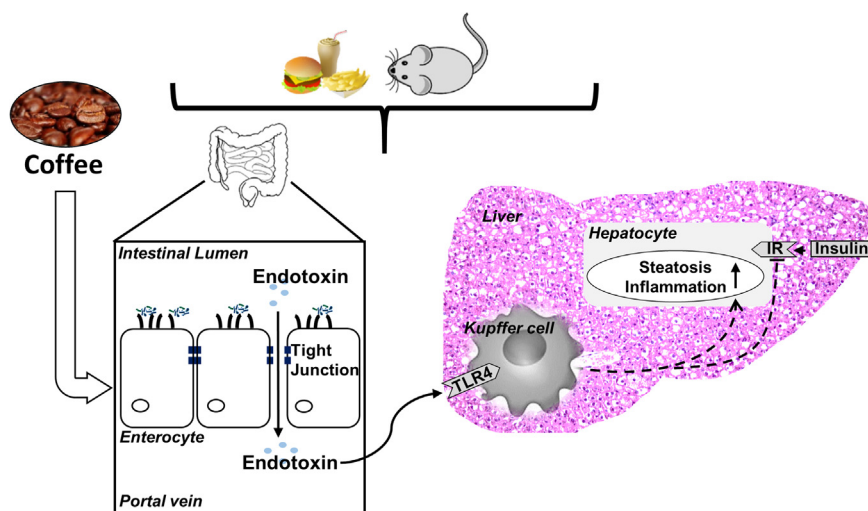 Coffee
Intestinal Lumen
Endotoxin
Tight
Junction
Enterocyte
Endotoxin
Portal vein
Liver
Hepatocyte
IR
Insulin
Steatosis
Inflammation
Kupffer cell
TLR4